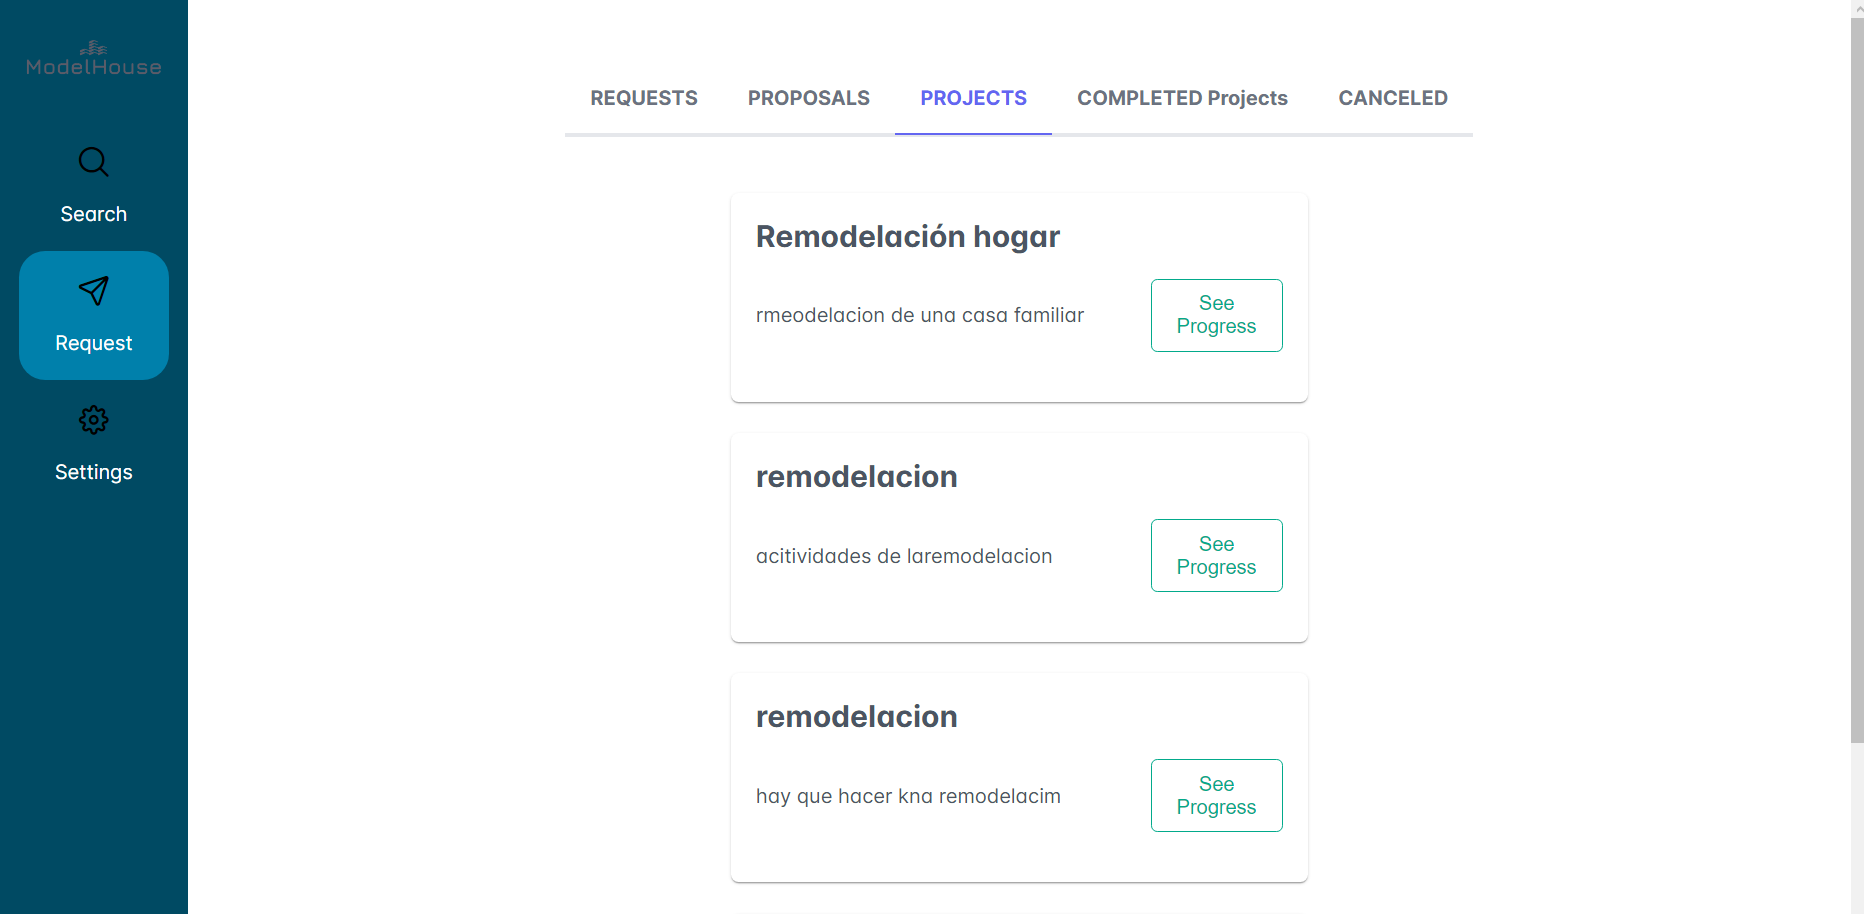 ModelHouse
Search
Request
Settings
REQUESTS PROPOSALS PROJECTS COMPLETED Projects CANCELED
Remodelación hogar
rmeodelacion de una casa familiar
See
Progress
remodelacion
acitividades de laremodelacion
See
Progress
remodelacion
hay que hacer kna remodelacim
See
Progress